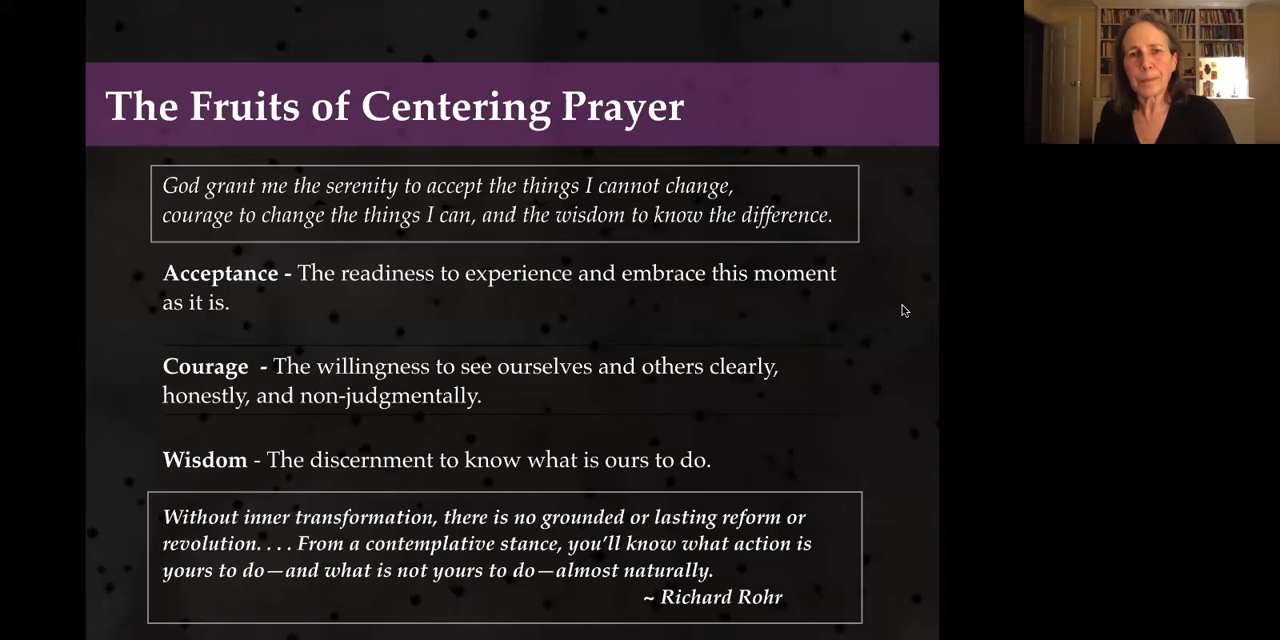 The Fruits of Centering Prayer
God grant me the serenity to accept the things I cannot change,
courage to change the things I can, and the wisdom to know the difference.
Acceptance - The readiness to experience and embrace this moment
as it is.
Courage - The willingness to see ourselves and others clearly,
honestly, and non-judgmentally.
Wisdom - The discernment to know what is ours to do.
Without inner transformation, there is no grounded or lasting reform or
revolution. . . . From a contemplative stance, you'll know what action is
yours to do—and what is not yours to do—almost naturally.
~ Richard Rohr